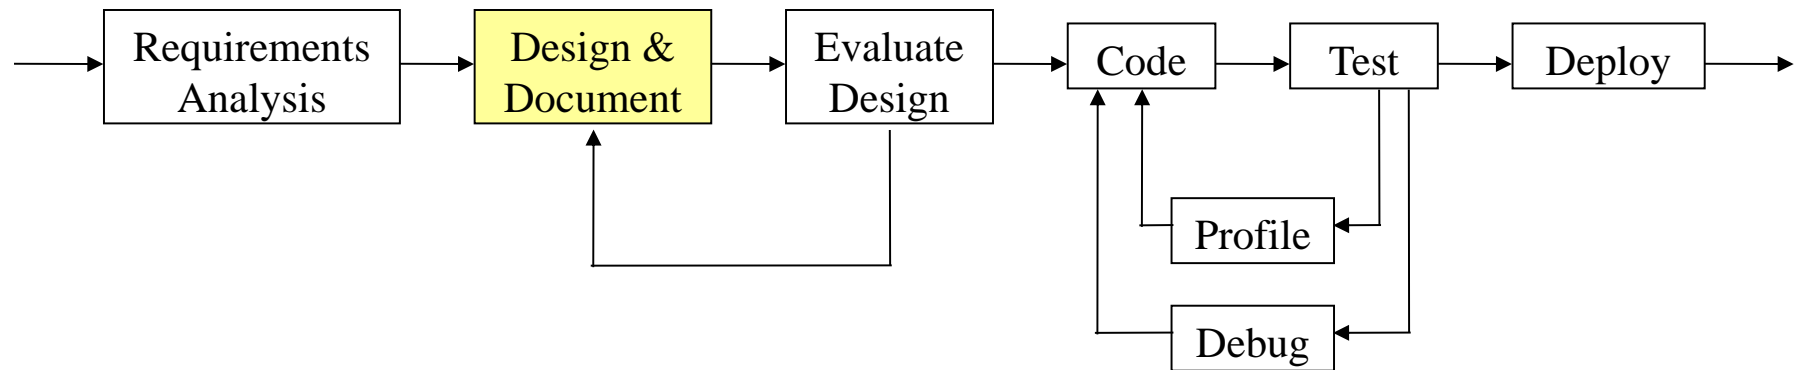 Requirements
Analysis
Design &
Document
Evaluate
Design
Code
Test
Deploy
Profile
Debug